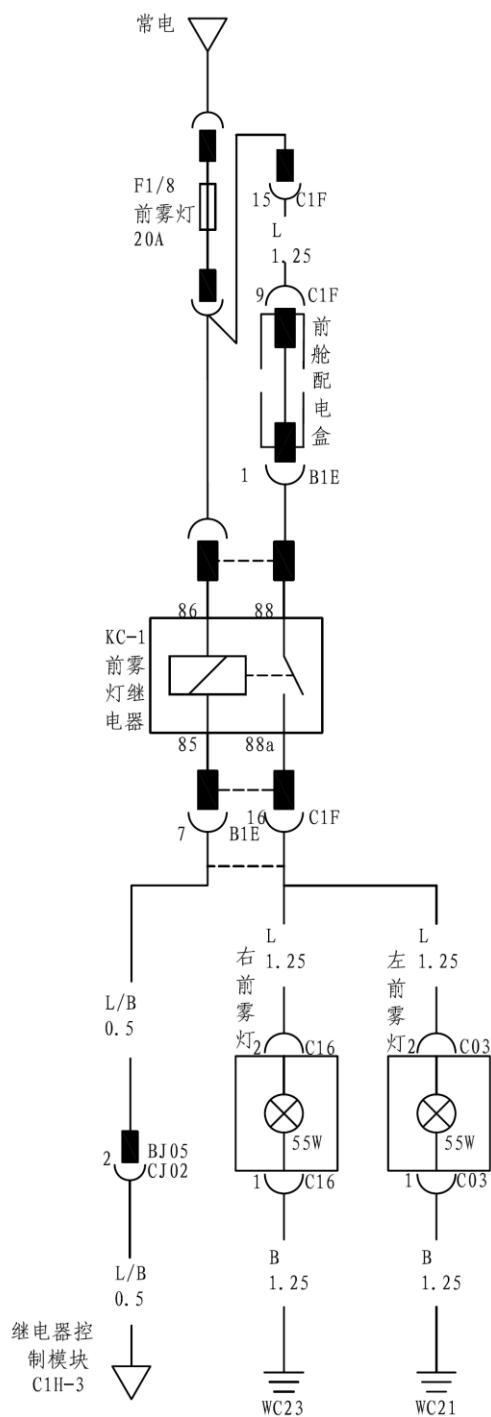 常电
F1/8
前雾灯
20A
15 C1F
L
1.25
9 C1F
前舱配电盒
1 B1E
86 88
KC-1
前雾
灯继
电器
85 88a
7 B1E 16 C1F
L
1.25
右前雾灯
L
1.25
左前雾灯
L/B
0.5
2 C16
2 C03
55W
55W
2 BJ05
CJ02
1 C16
1 C03
B
1.25
B
1.25
L/B
0.5
继电器控
制模块
C1H-3
WC23
WC21